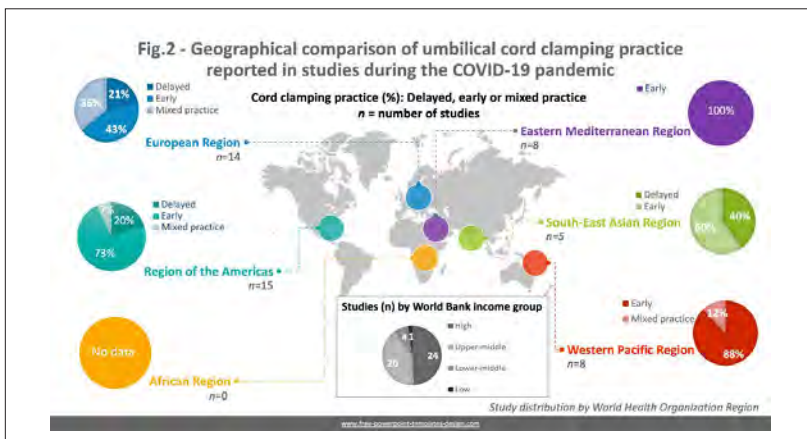 Fig.2 - Geographical comparison of umbilical cord clamping practice
reported in studies during the COVID-19 pandemic
Cord clamping practice (%): Delayed, early or mixed practice
n = number of studies
21%
36%
43%
Delayed
Early
Mixed practice
European Region
n=14
Early
100%
Eastern Mediterranean Region
n=8
7%
20%
73%
Delayed
Early
Mixed practice
Region of the Americas
n=15
Delayed
Early
40%
60%
South-East Asian Region
n=5
No data
African Region
n=0
Studies (n) by World Bank income group
4
1
20
24
High
Upper-middle
Lower-middle
Low
Early
Mixed practice
12%
88%
Western Pacific Region
n=8
Study distribution by World Health Organization Region